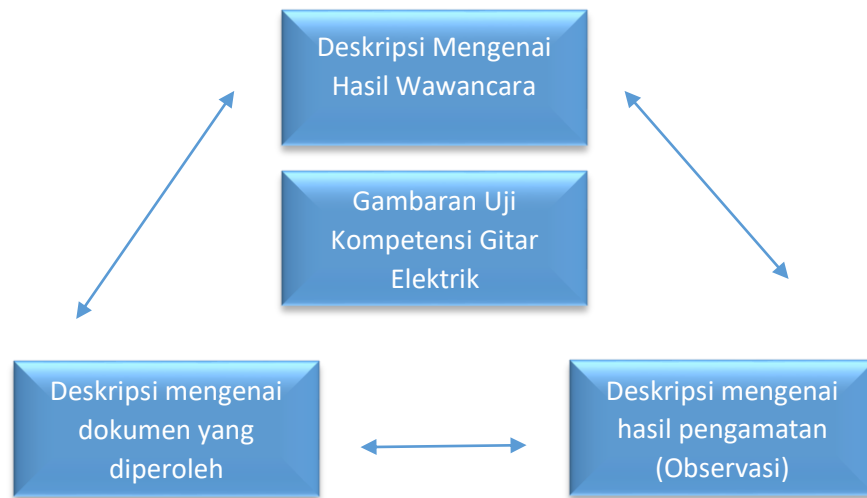 Deskripsi Mengenai
Hasil Wawancara
Gambaran Uji
Kompetensi Gitar
Elektrik
Deskripsi mengenai
dokumen yang
diperoleh
Deskripsi mengenai
hasil pengamatan
(Observasi)